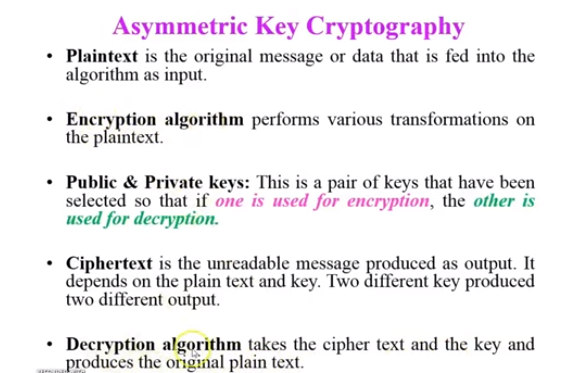 Asymmetric Key Cryptography
• Plaintext is the original message or data that is fed into the
algorithm as input.
• Encryption algorithm performs various transformations on
the plaintext.
• Public & Private keys: This is a pair of keys that have been
selected so that if one is used for encryption, the other is
used for decryption.
• Ciphertext is the unreadable message produced as output. It
depends on the plain text and key. Two different key produced
two different output.
• Decryption algorithm takes the cipher text and the key and
produces the original plain text.